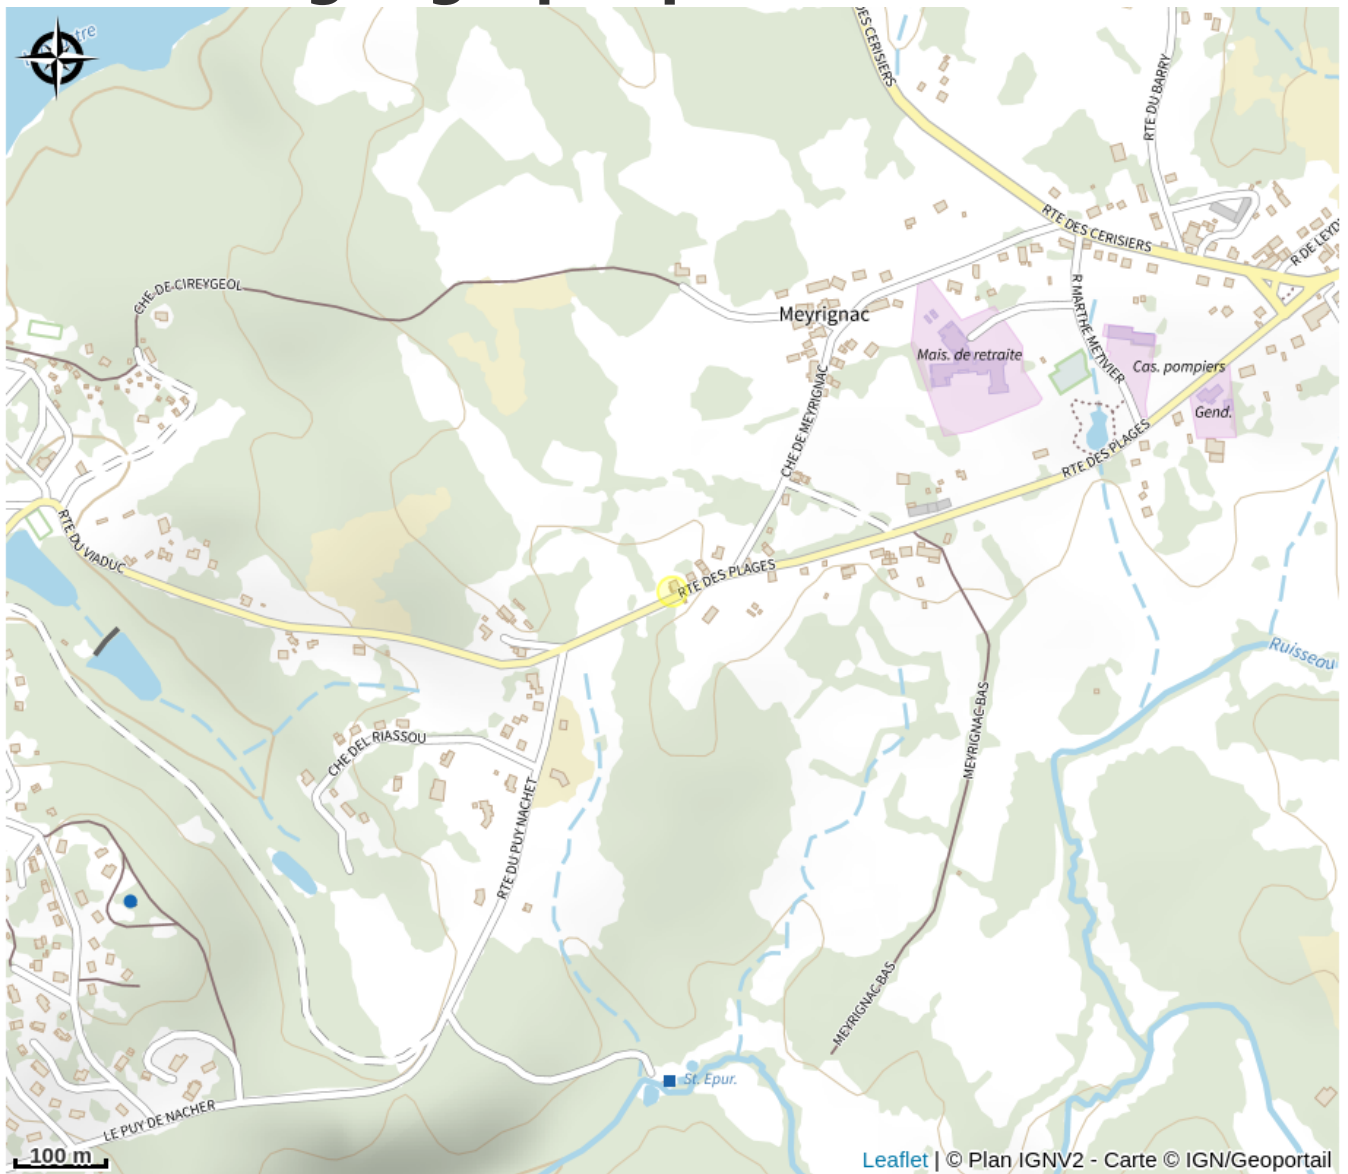 DES CERISIERS
RTE DU BARRY
RTE DES CERISIERS
R DE LEYD
CHE DE CIREYGEOL
Meyrignac
R MARTHE METIVIER
Mais. de retraite
Cas. pompiers
Gend.
CHE DE MEYRIGNAC
RTE DES PLAGES
RTE DU VIADUC
RTE DES PLAGES
Ruisseau
MEYRIGNAC-BAS
CHE DEL RIASSOU
RTE DU PUY NACHET
MEYRIGNAC-BAS
St. Epur.
LE PUY DE NACHER
100 m
Leaflet | © Plan IGNV2 - Carte © IGN/Geoportail